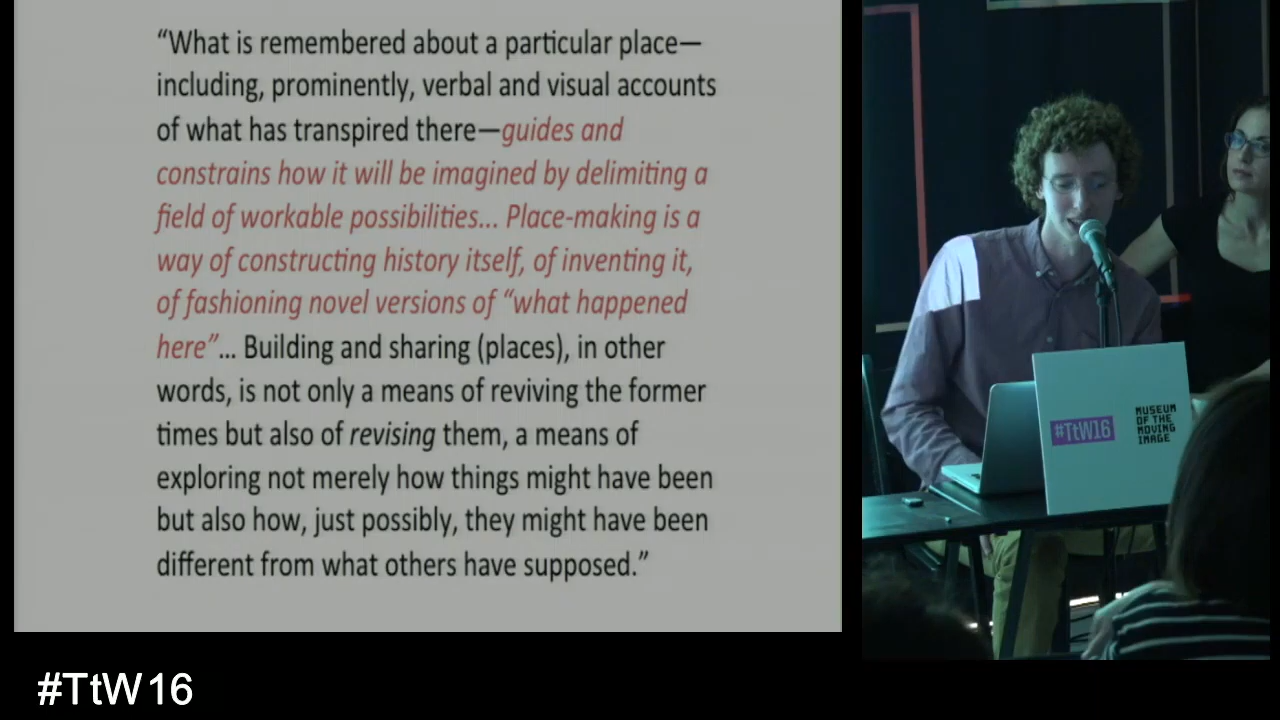 “What is remembered about a particular place—
including, prominently, verbal and visual accounts
of what has transpired there—guides and
constrains how it will be imagined by delimiting a
field of workable possibilities... Place-making is a
way of constructing history itself, of inventing it,
of fashioning novel versions of “what happened
here”... Building and sharing (places), in other
words, is not only a means of reviving the former
times but also of revising them, a means of
exploring not merely how things might have been
but also how, just possibly, they might have been
different from what others have supposed.”
#TtW16
MUSEUM
OF THE
MOVING
IMAGE
#TtW16